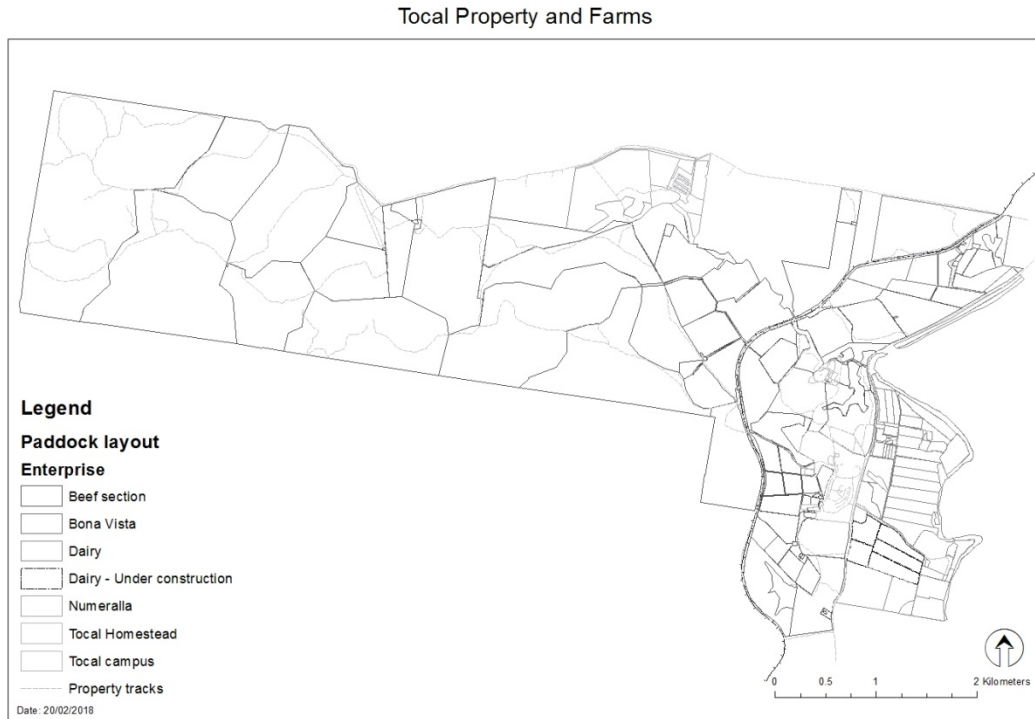 Tocal Property and Farms
Legend
Paddock layout
Enterprise
Beef section
Bona Vista
Dairy
Dairy - Under construction
Numeralla
Tocal Homestead
Tocal campus
Property tracks
Date: 20/02/2018
0 0.5 1 2 Kilometers